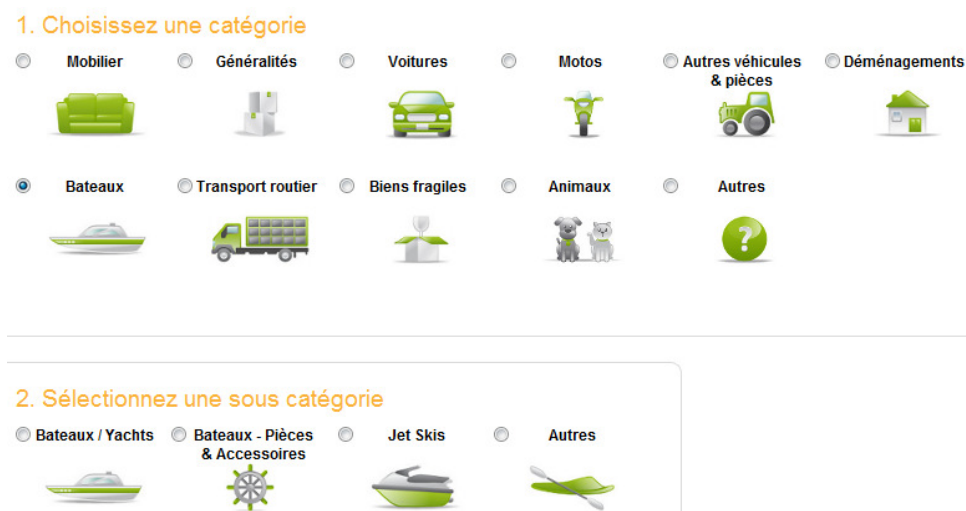 1. Choisissez une catégorie
Mobilier Généralités Voitures Motos Autres véhicules Déménagements
& pièces
Bateaux Transport routier Biens fragiles Animaux Autres
?
2. Sélectionnez une sous catégorie
Bateaux / Yachts Bateaux - Pièces Jet Skis Autres
& Accessoires